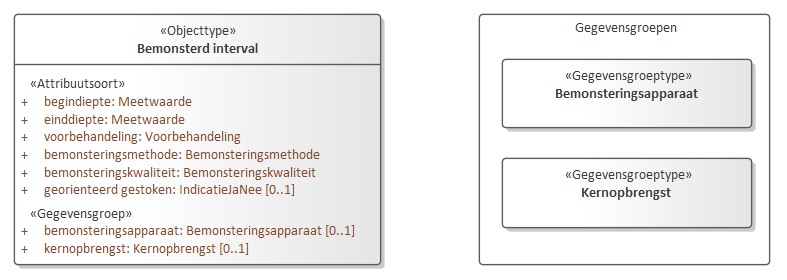 «Objecttype»
Bemonsterd interval
«Attribuutsoort»
+ begindiepte: Meetwaarde
+ einddiepte: Meetwaarde
+ voorbehandeling: Voorbehandeling
+ bemonsteringsmethode: Bemonsteringsmethode
+ bemonsteringskwaliteit: Bemonsteringskwaliteit
+ georienteerd gestoken: IndicatieJaNee [0..1]
«Gegevensgroep»
+ bemonsteringsapparaat: Bemonsteringsapparaat [0..1]
+ kernopbrengst: Kernopbrengst [0..1]
Gegevensgroepen
«Gegevensgroeptype»
Bemonsteringsapparaat
«Gegevensgroeptype»
Kernopbrengst